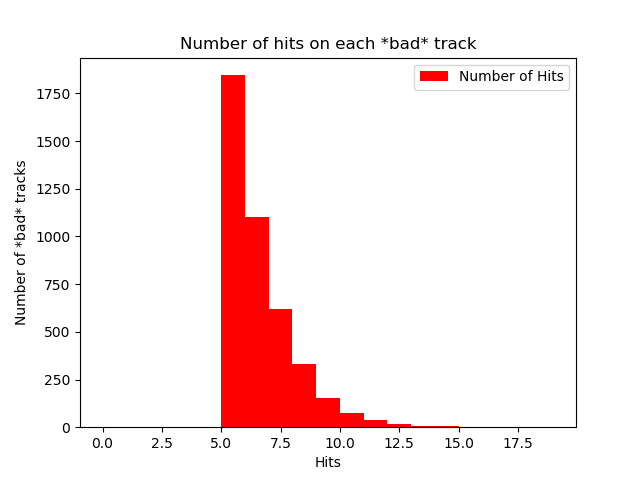 Number of hits on each *bad* track
Number of Hits
Number of *bad* tracks
1750
1500
1250
1000
750
500
250
0
0.0 2.5 5.0 7.5 10.0 12.5 15.0 17.5
Hits